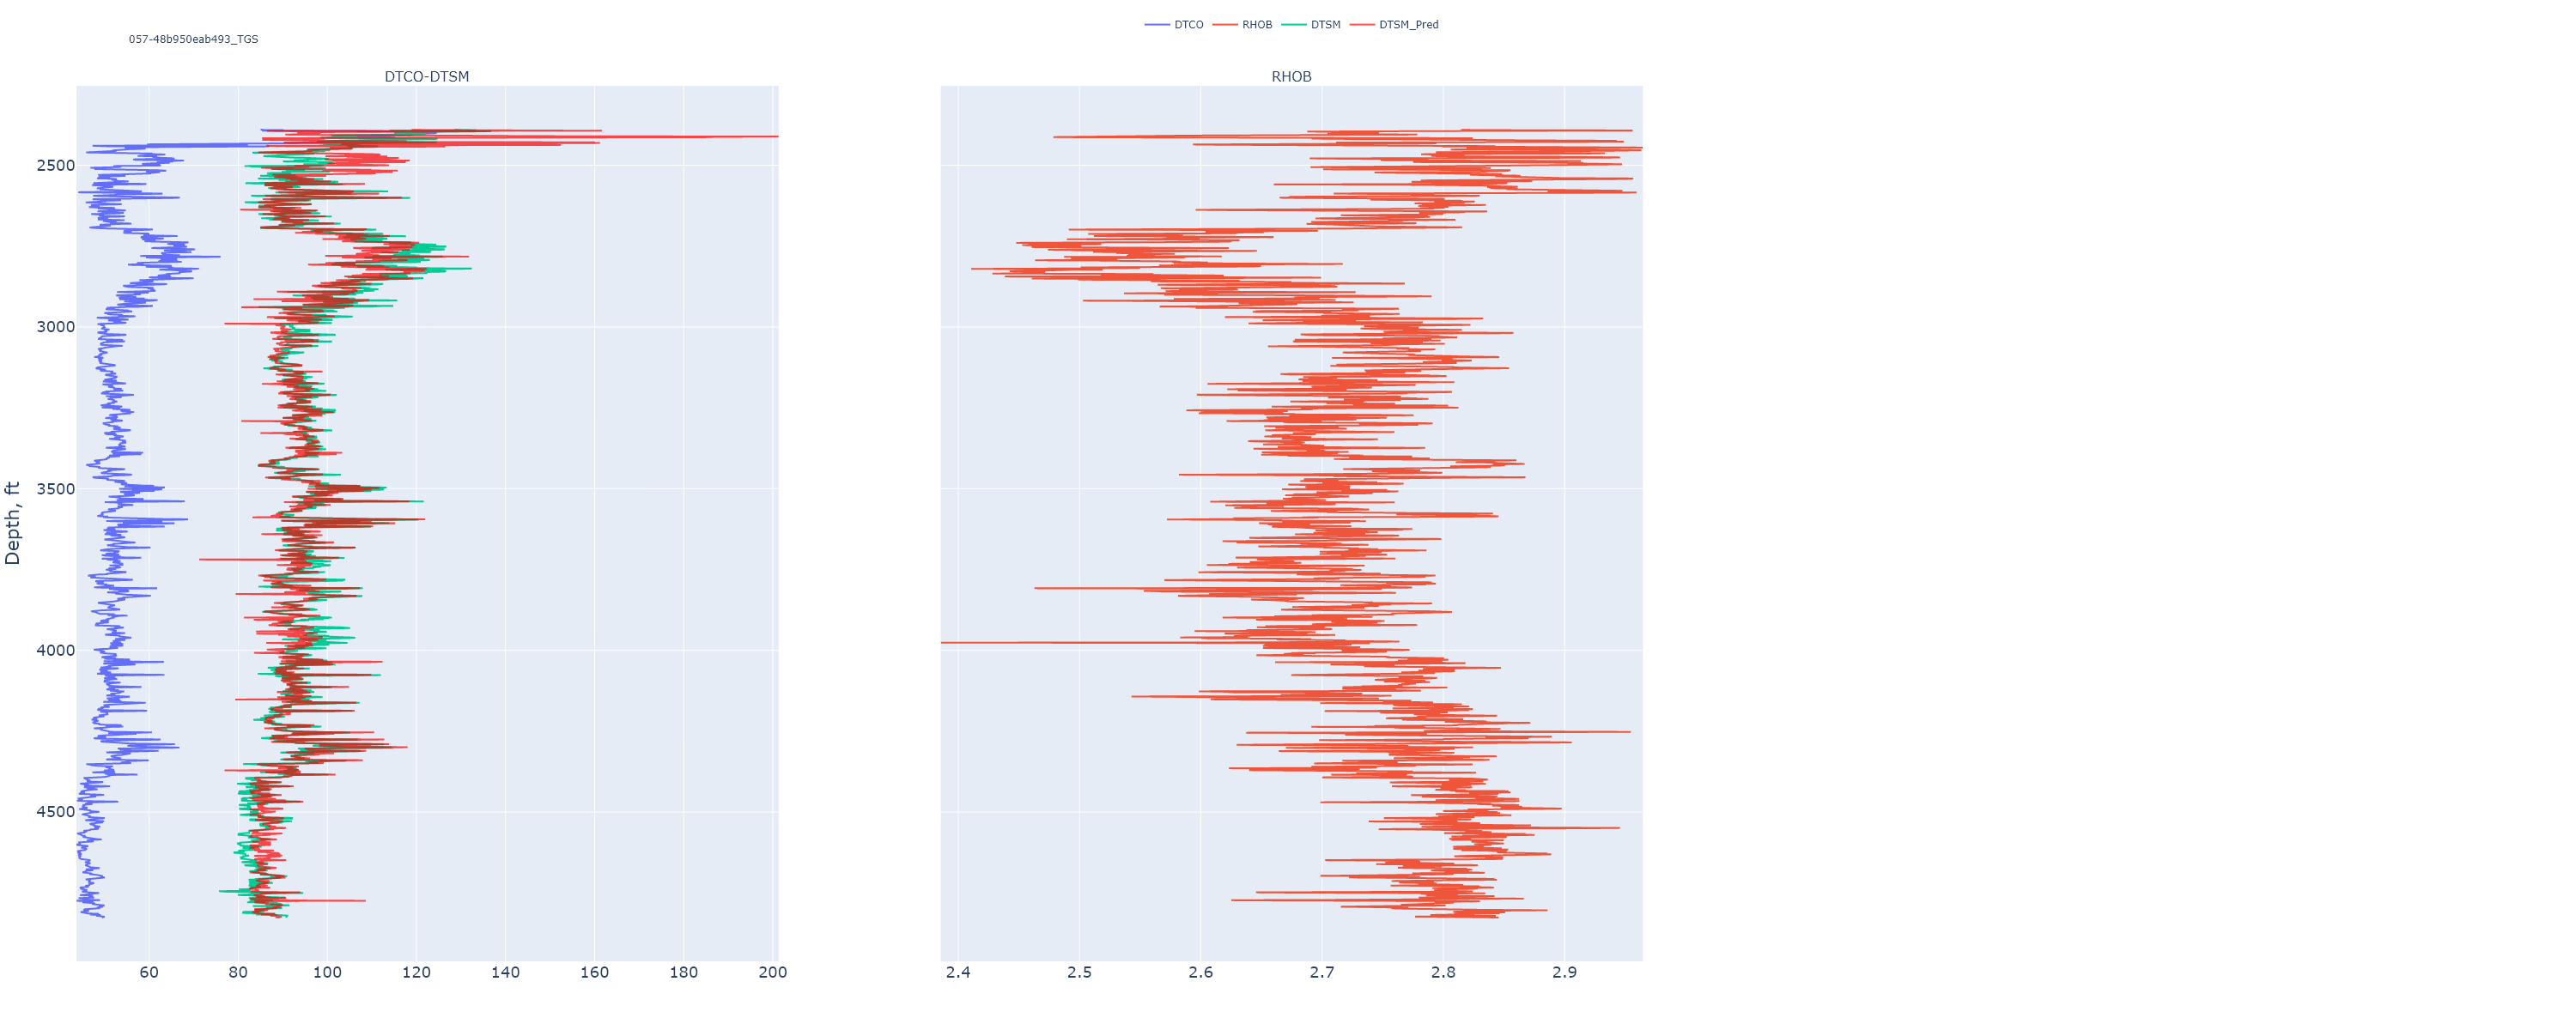 DTCO RHOB DTSM DTSM_Pred
057-48b950eab493_TGS
DTCO-DTSM
RHOB
Depth, ft
2500
3000
3500
4000
4500
60 80 100 120 140 160 180 200
2.4 2.5 2.6 2.7 2.8 2.9